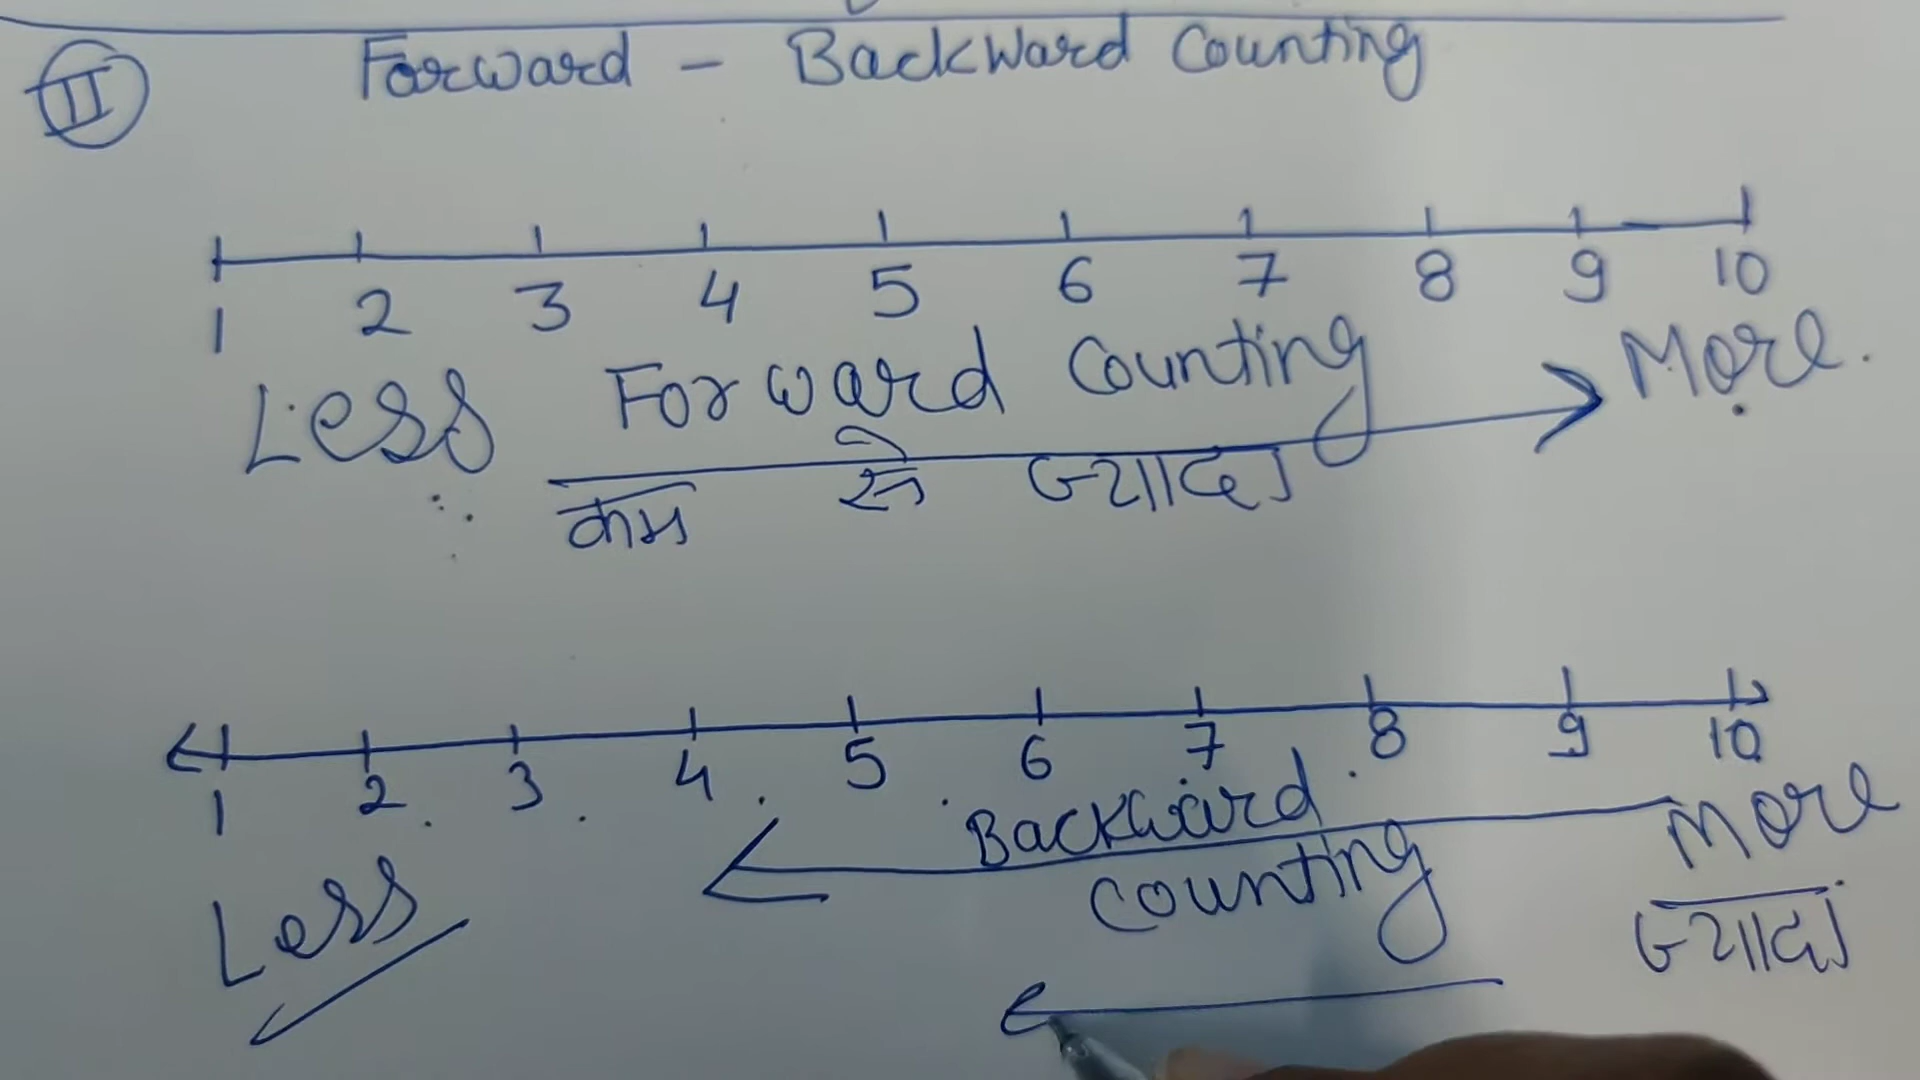 II Forward - Backward Counting
1 2 3 4 5 6 7 8 9 10
Less Forward Counting More.
कम से ज्यादा
1 2 3 4 5 6 7 8 9 10
Less Backward More
Counting ज्यादा